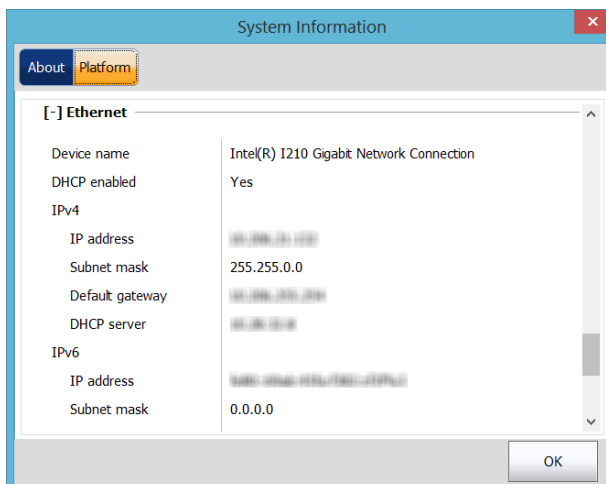 System Information
About Platform
[-] Ethernet
Device name Intel(R) I210 Gigabit Network Connection
DHCP enabled Yes
IPv4
IP address
Subnet mask 255.255.0.0
Default gateway
DHCP server
IPv6
IP address
Subnet mask 0.0.0.0
OK